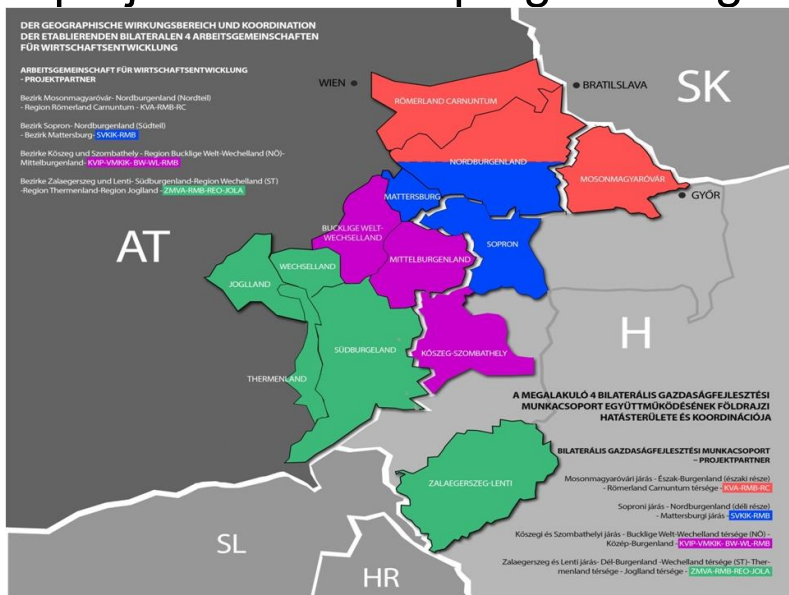 DER GEOGRAPHISCHE WIRKUNGSBEREICH UND KOORDINATION
DER ETABLIERENDEN BILATERALEN 4 ARBEITSGEMEINSCHAFTEN
FÜR WIRTSCHAFTSENTWICKLUNG
ARBEITSGEMEINSCHAFT FÜR WIRTSCHAFTSENTWICKLUNG
- PROJEKTPARTNER
Bezirk Mosonmagyaróvár- Nordburgenland (Nordteil)
- Region Römerland Carnuntum - KVA-RMB-RC
Bezirk Sopron- Nordburgenland (Südteil)
- Bezirk Mattersburg- SVKIK-RMB
Bezirke Kőszeg und Szombathely - Region Bucklige Welt-Wechelland (NÖ)-
Mittelburgenland- KVIP-VMKIK- BW-WL-RMB
Bezirke Zalaegerszeg und Lenti- Südburgenland-Region Wechelland (ST)
-Region Thermenland-Region Joglland -ZMVA-RMB-REO-JOLA
WIEN
BRATILSLAVA
SK
RÖMERLAND CARNUNTUM
NORDBURGENLAND
MOSONMAGYARÓVÁR
GYŐR
MATTERSBURG
BUCKLIGE WELT-
WECHSELLAND
SOPRON
MITTELBURGENLAND
AT
WECHSELLAND
JOGLLAND
H
SÜDBURGELAND
KŐSZEG-SZOMBATHELY
THERMENLAND
A MEGALAKULÓ 4 BILATERÁLIS GAZDASÁGFEJLESZTÉSI
MUNKACSOPORT EGYÜTTMŰKÖDÉSÉNEK FÖLDRAJZI
HATÁSTERÜLETE ÉS KOORDINÁCIÓJA
BILATERÁLIS GAZDASÁGFEJLESZTÉSI MUNKACSOPORT
– PROJEKTPARTNER
ZALAEGERSZEG-LENTI
Mosonmagyaróvári járás - Észak-Burgenland (északi része)
- Römerland Carnuntum térsége - KVA-RMB-RC
Soproni járás - Nordburgenland (déli része)
- Mattersburgi járás - SVKIK-RMB
Kőszegi és Szombathelyi járás - Bucklige Welt-Wechelland térsége (NÖ) -
Közép-Burgenland - KVIP-VMKIK- BW-WL-RMB
Zalaegerszeg és Lenti járás- Dél-Burgenland -Wechelland térsége (ST)- Ther-
menland térsége - Joglland térsége - ZMVA-RMB-REO-JOLA
SL
HR